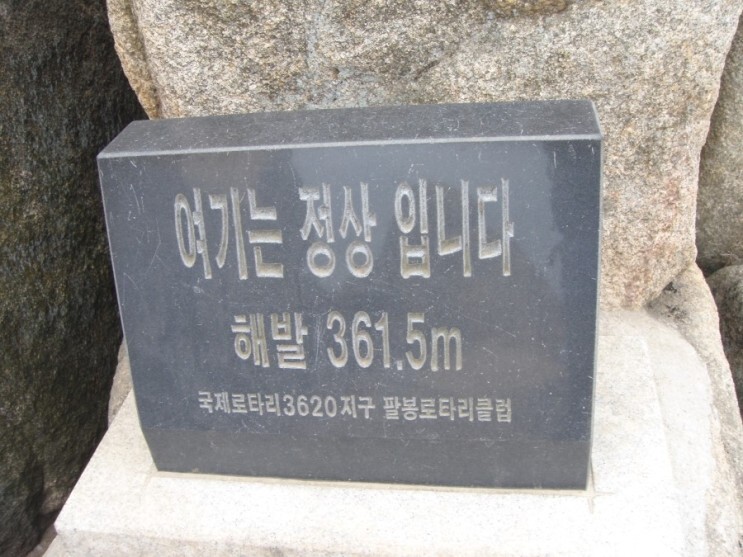 여기는 정상 입니다
해발 361.5m
국제로타리3620지구 팔봉로타리클럽